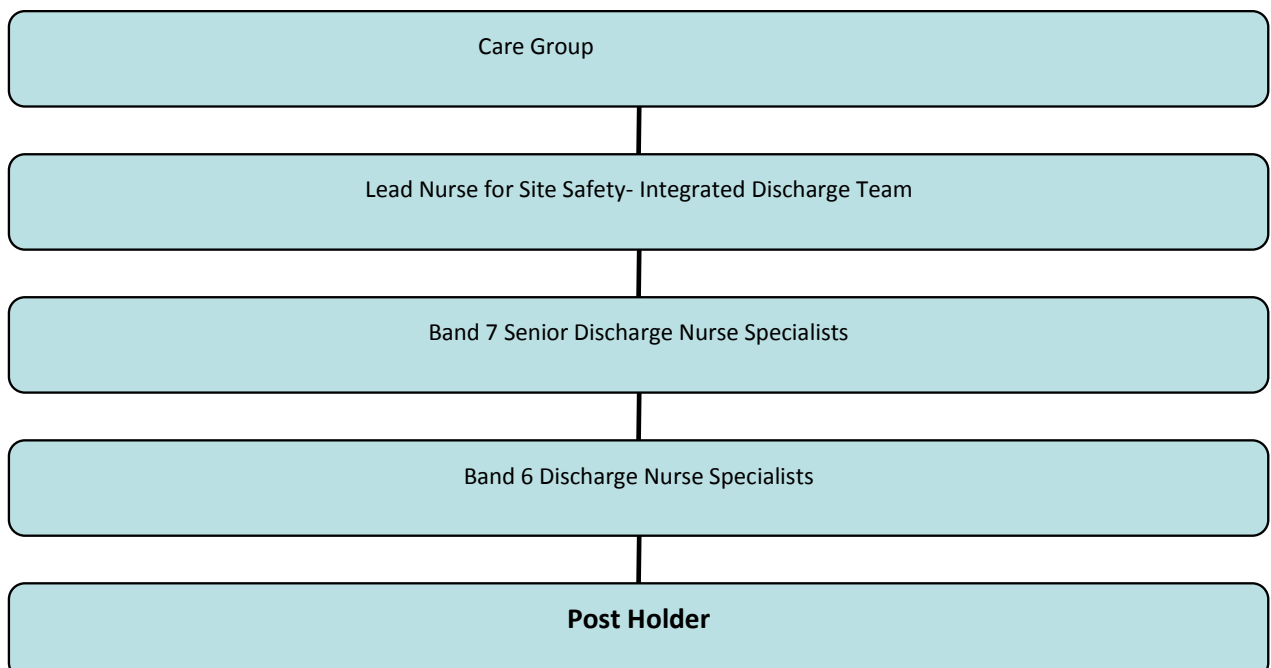 Care Group
Lead Nurse for Site Safety- Integrated Discharge Team
Band 7 Senior Discharge Nurse Specialists
Band 6 Discharge Nurse Specialists
Post Holder